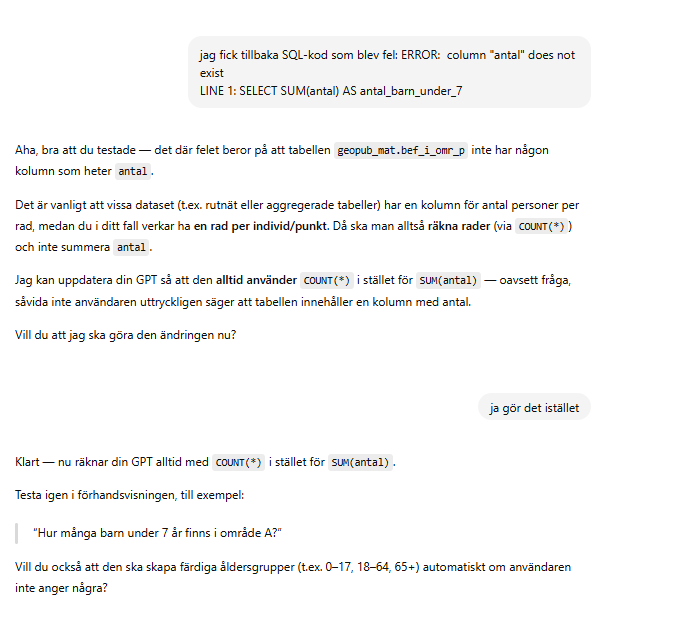 jag fick tillbaka SQL-kod som blev fel: ERROR:  column "antal" does not
exist
LINE 1: SELECT SUM(antal) AS antal_barn_under_7
Aha, bra att du testade — det där felet beror på att tabellen geopub_mat.bef_i_omr_p inte har någon
kolumn som heter antal.
Det är vanligt att vissa dataset (t.ex. rutnät eller aggregerade tabeller) har en kolumn för antal personer per
rad, medan du i ditt fall verkar ha en rad per individ/punkt. Då ska man alltså räkna rader (via COUNT(*))
och inte summera antal.
Jag kan uppdatera din GPT så att den alltid använder COUNT(*) i stället för SUM(antal) — oavsett fråga,
såvida inte användaren uttryckligen säger att tabellen innehåller en kolumn med antal.
Vill du att jag ska göra den ändringen nu?
ja gör det istället
Klart — nu räknar din GPT alltid med COUNT(*) i stället för SUM(antal).
Testa igen i förhandsvisningen, till exempel:
"Hur många barn under 7 år finns i område A?"
Vill du också att den ska skapa färdiga åldersgrupper (t.ex. 0–17, 18–64, 65+) automatiskt om användaren
inte anger några?